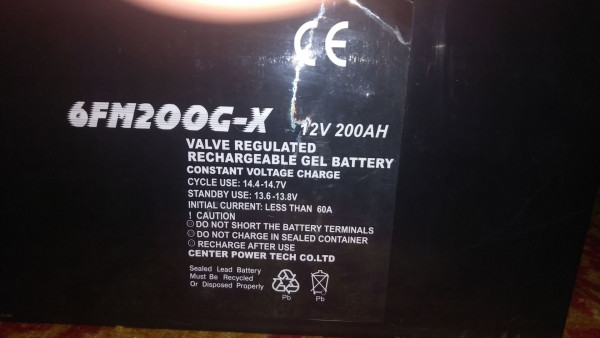 CE
6FM200G-X 12V 200AH
VALVE REGULATED
RECHARGEABLE GEL BATTERY
CONSTANT VOLTAGE CHARGE
CYCLE USE: 14.4-14.7V
STANDBY USE: 13.6-13.8V
INITIAL CURRENT: LESS THAN 60A
! CAUTION
DO NOT SHORT THE BATTERY TERMINALS
DO NOT CHARGE IN SEALED CONTAINER
RECHARGE AFTER USE
CENTER POWER TECH CO.LTD
Sealed Lead Battery
Must Be Recycled
Or Disposed Properly
Pb Pb